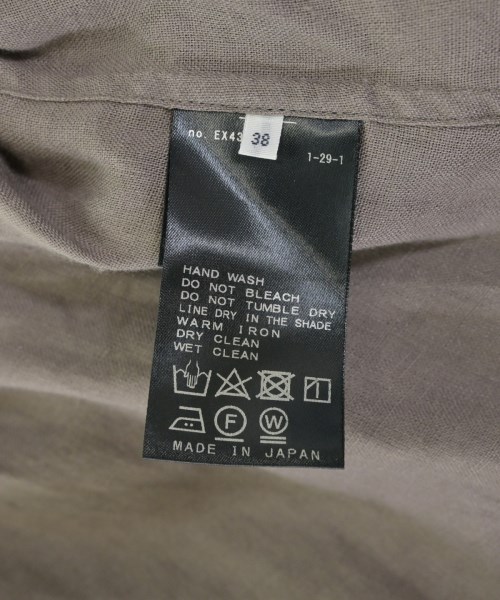 no. EX43
38
1-29-1
HAND WASH
DO NOT BLEACH
DO NOT TUMBLE DRY
LINE DRY IN THE SHADE
WARM IRON
DRY CLEAN
WET CLEAN
F W
MADE IN JAPAN